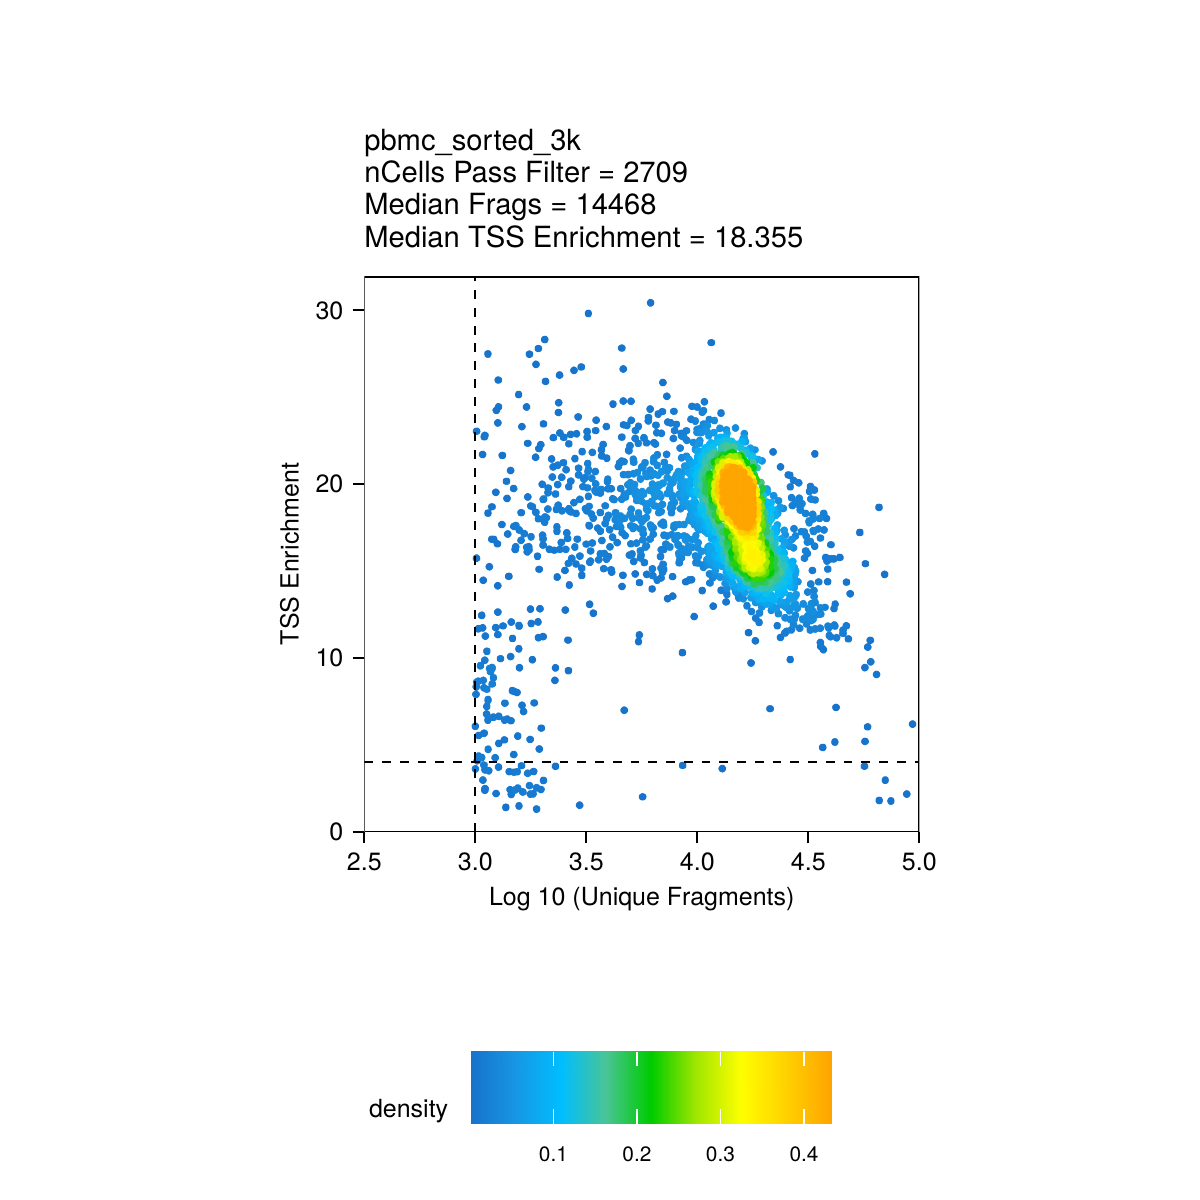 pbmc_sorted_3k
nCells Pass Filter = 2709
Median Frags = 14468
Median TSS Enrichment = 18.355
30
20
10
0
TSS Enrichment
2.5 3.0 3.5 4.0 4.5 5.0
Log 10 (Unique Fragments)
density
0.1 0.2 0.3 0.4